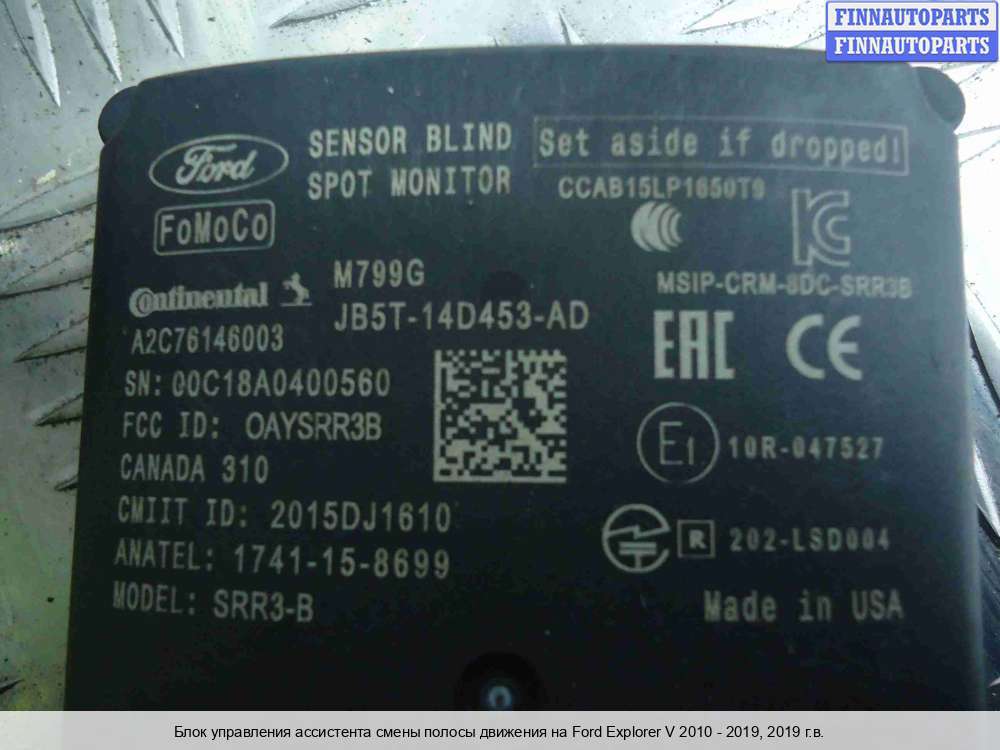 FINNAUTOPARTS
FINNAUTOPARTS
Ford
SENSOR BLIND
SPOT MONITOR
Set aside if dropped!
CCAB15LP1650T9
FoMoCo
Continental
M799G
MSIP-CRM-8DC-SRR3B
JB5T-14D453-AD
A2C76146003
EAC CE
SN: 00C18A0400560
FCC ID: OAYSRR3B
E1 10R-047527
CANADA 310
CMIIT ID: 2015DJ1610
R 202-LSD004
ANATEL: 1741-15-8699
MODEL: SRR3-B
Made in USA
Блок управления ассистента смены полосы движения на Ford Explorer V 2010 - 2019, 2019 г.в.